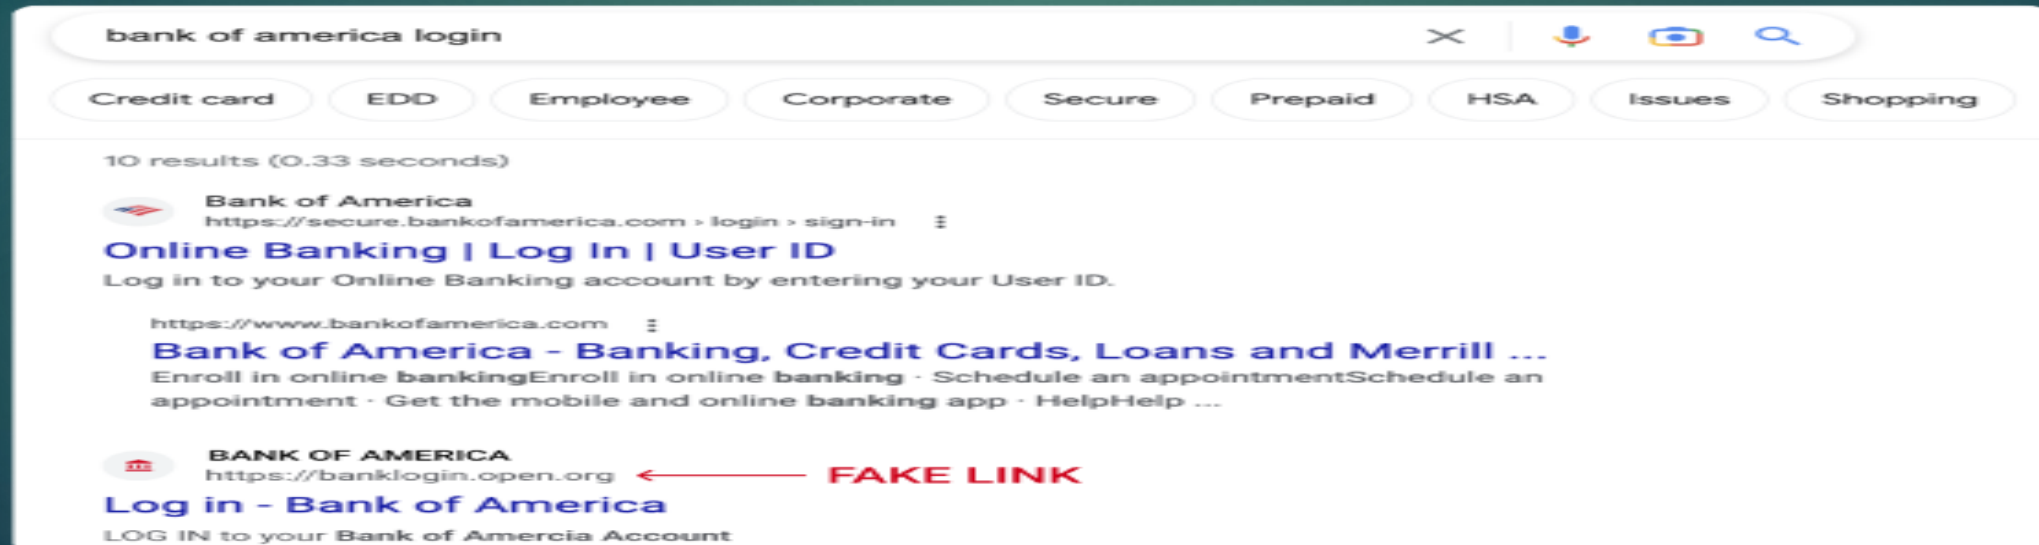 bank of america login
Credit card EDD Employee Corporate Secure Prepaid HSA Issues Shopping
10 results (0.33 seconds)
Bank of America
https://secure.bankofamerica.com › login › sign-in
Online Banking | Log In | User ID
Log in to your Online Banking account by entering your User ID.
https://www.bankofamerica.com
Bank of America - Banking, Credit Cards, Loans and Merrill ...
Enroll in online bankingEnroll in online banking · Schedule an appointmentSchedule an
appointment · Get the mobile and online banking app · HelpHelp ...
BANK OF AMERICA
https://banklogin.open.org FAKE LINK
Log in - Bank of America
LOG IN to your Bank of Amercia Account